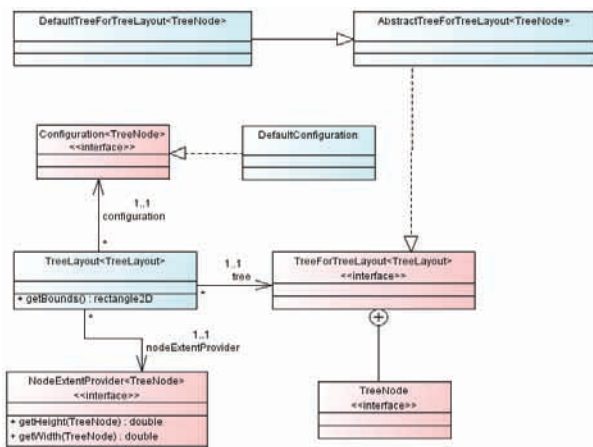 DefaultTreeForTreeLayout<TreeNode>
AbstractTreeForTreeLayout<TreeNode>
Configuration<TreeNode>
<<interface>>
DefaultConfiguration
1..1
configuration
*
TreeLayout<TreeLayout>
+ getBounds() : rectangle2D
*
1..1
tree
TreeForTreeLayout<TreeLayout>
<<interface>>
*
1..1
nodeExtentProvider
NodeExtentProvider<TreeNode>
<<interface>>
+ getHeight(TreeNode) : double
+ getWidth(TreeNode) : double
TreeNode
<<interface>>